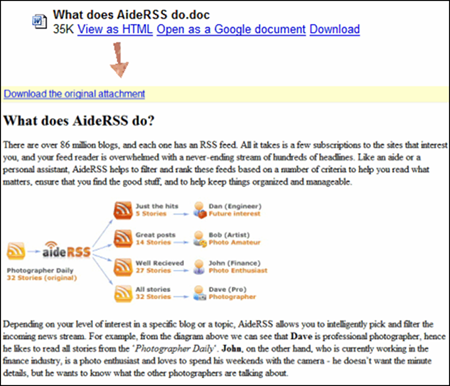 What does AideRSS do.doc
35K View as HTML Open as a Google document Download
Download the original attachment
What does AideRSS do?
There are over 86 million blogs, and each one has an RSS feed. All it takes is a few subscriptions to the sites that interest
you, and your feed reader is overwhelmed with a never-ending stream of hundreds of headlines. Like an aide or a
personal assistant, AideRSS helps to filter and rank these feeds based on a number of criteria to help you read what
matters, ensure that you find the good stuff, and to help keep things organized and manageable.
Just the hits
5 Stories
Dan (Engineer)
Future interest
Great posts
14 Stories
Bob (Artist)
Photo Amateur
aideRSS
Photographer Daily
32 Stories (original)
Well Recieved
27 Stories
John (Finance)
Photo Enthusiast
All stories
32 Stories
Dave (Pro)
Photographer
Depending on your level of interest in a specific blog or a topic, AideRSS allows you to intelligently pick and filter the
incoming news stream. For example, from the diagram above we can see that Dave is professional photographer, hence
he likes to read all stories from the 'Photographer Daily'. John, on the other hand, who is currently working in the
finance industry, is a photo enthusiast and loves to spend his weekends with the camera - he doesn't want the minute
details, but he wants to know what the other photographers are talking about.